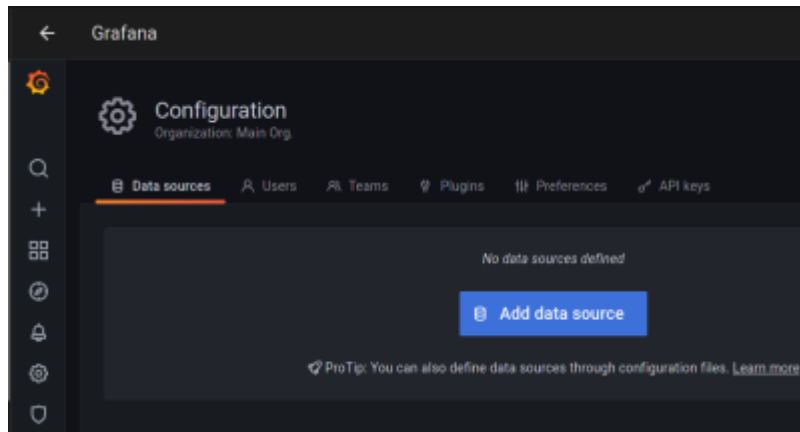 Grafana
Configuration
Organization: Main Org.
Data sources Users Teams Plugins Preferences API keys
No data sources defined
Add data source
ProTip: You can also define data sources through configuration files. Learn more